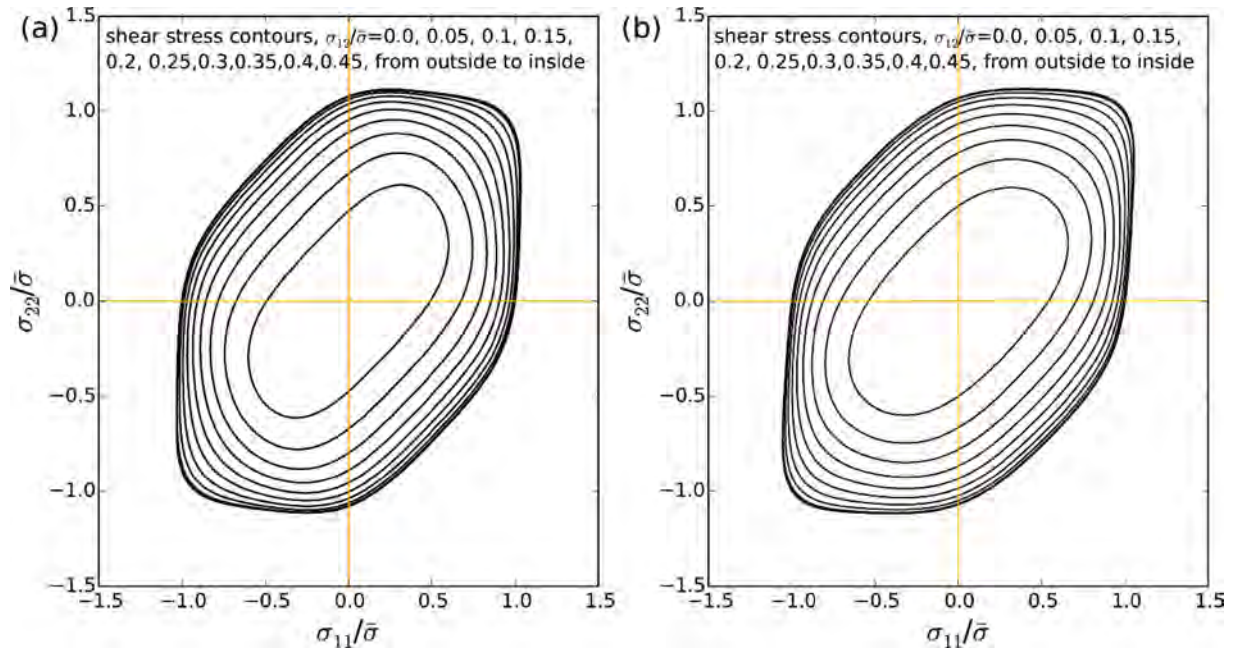 (a)
shear stress contours, σ₁₂/σ̄=0.0, 0.05, 0.1, 0.15,
0.2, 0.25,0.3,0.35,0.4,0.45, from outside to inside
1.5
1.0
0.5
0.0
−0.5
−1.0
−1.5
σ₂₂/σ̄
−1.5 −1.0 −0.5 0.0 0.5 1.0 1.5
σ₁₁/σ̄
(b)
shear stress contours, σ₁₂/σ̄=0.0, 0.05, 0.1, 0.15,
0.2, 0.25,0.3,0.35,0.4,0.45, from outside to inside
1.5
1.0
0.5
0.0
−0.5
−1.0
−1.5
σ₂₂/σ̄
−1.5 −1.0 −0.5 0.0 0.5 1.0 1.5
σ₁₁/σ̄